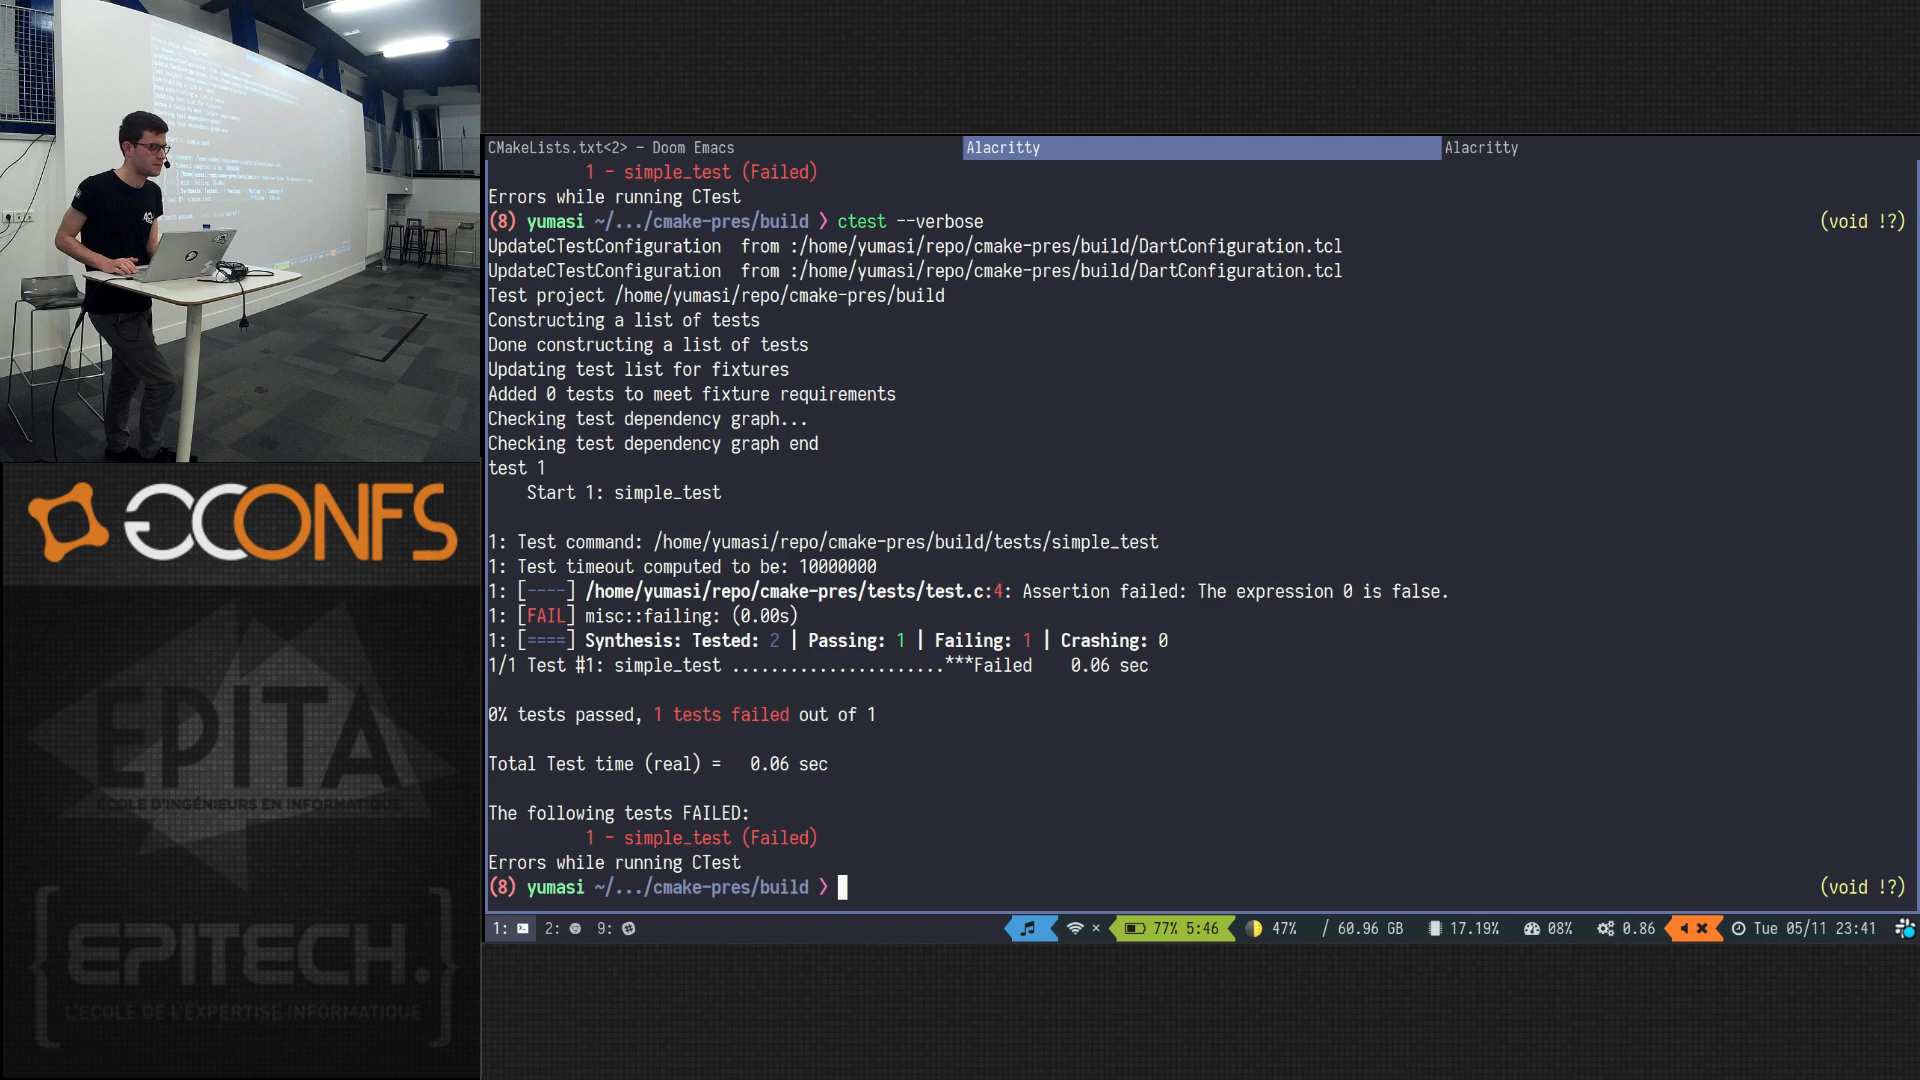 CMakeLists.txt<2> – Doom Emacs
Alacritty
Alacritty
1 - simple_test (Failed)
Errors while running CTest
(8) yumasi ~/.../cmake-pres/build ❯ ctest --verbose (void !?)
UpdateCTestConfiguration  from :/home/yumasi/repo/cmake-pres/build/DartConfiguration.tcl
UpdateCTestConfiguration  from :/home/yumasi/repo/cmake-pres/build/DartConfiguration.tcl
Test project /home/yumasi/repo/cmake-pres/build
Constructing a list of tests
Done constructing a list of tests
Updating test list for fixtures
Added 0 tests to meet fixture requirements
Checking test dependency graph...
Checking test dependency graph end
test 1
Start 1: simple_test
1: Test command: /home/yumasi/repo/cmake-pres/build/tests/simple_test
1: Test timeout computed to be: 10000000
1: [----] /home/yumasi/repo/cmake-pres/tests/test.c:4: Assertion failed: The expression 0 is false.
1: [FAIL] misc::failing: (0.00s)
1: [====] Synthesis: Tested: 2 | Passing: 1 | Failing: 1 | Crashing: 0
1/1 Test #1: simple_test ......................***Failed    0.06 sec
0% tests passed, 1 tests failed out of 1
Total Test time (real) =   0.06 sec
The following tests FAILED:
1 - simple_test (Failed)
Errors while running CTest
(8) yumasi ~/.../cmake-pres/build ❯ (void !?)
1: 2: 9: 77% 5:46 47% / 60.96 GB 17.19% 08% 0.86 Tue 05/11 23:41
CONFS
EPITA
ÉCOLE D'INGÉNIEURS EN INFORMATIQUE
{EPITECH.}
L'ECOLE DE L'EXPERTISE INFORMATIQUE